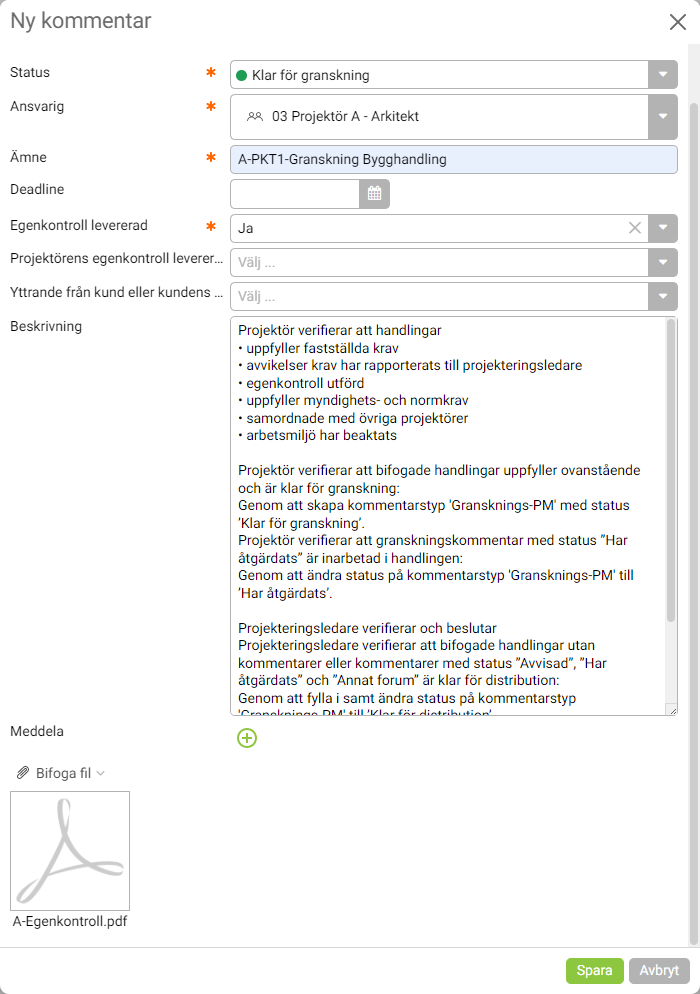 Ny kommentar
Status * Klar för granskning
Ansvarig * 03 Projektör A - Arkitekt
Ämne * A-PKT1-Granskning Bygghandling
Deadline
Egenkontroll levererad * Ja
Projektörens egenkontroll leverer... Välj ...
Yttrande från kund eller kundens ... Välj ...
Beskrivning
Projektör verifierar att handlingar
• uppfyller fastställda krav
• avvikelser krav har rapporterats till projekteringsledare
• egenkontroll utförd
• uppfyller myndighets- och normkrav
• samordnade med övriga projektörer
• arbetsmiljö har beaktats
Projektör verifierar att bifogade handlingar uppfyller ovanstående
och är klar för granskning:
Genom att skapa kommentarstyp 'Gransknings-PM' med status
’Klar för granskning’.
Projektör verifierar att granskningskommentar med status ”Har
åtgärdats” är inarbetad i handlingen:
Genom att ändra status på kommentarstyp 'Gransknings-PM' till
’Har åtgärdats’.
Projekteringsledare verifierar och beslutar
Projekteringsledare verifierar att bifogade handlingar utan
kommentarer eller kommentarer med status ”Avvisad”, ”Har
åtgärdats” och ”Annat forum” är klar för distribution:
Genom att fylla i samt ändra status på kommentarstyp
'Gransknings-PM' till ’Klar för distribution’
Meddela
Bifoga fil
A-Egenkontroll.pdf
Spara Avbryt